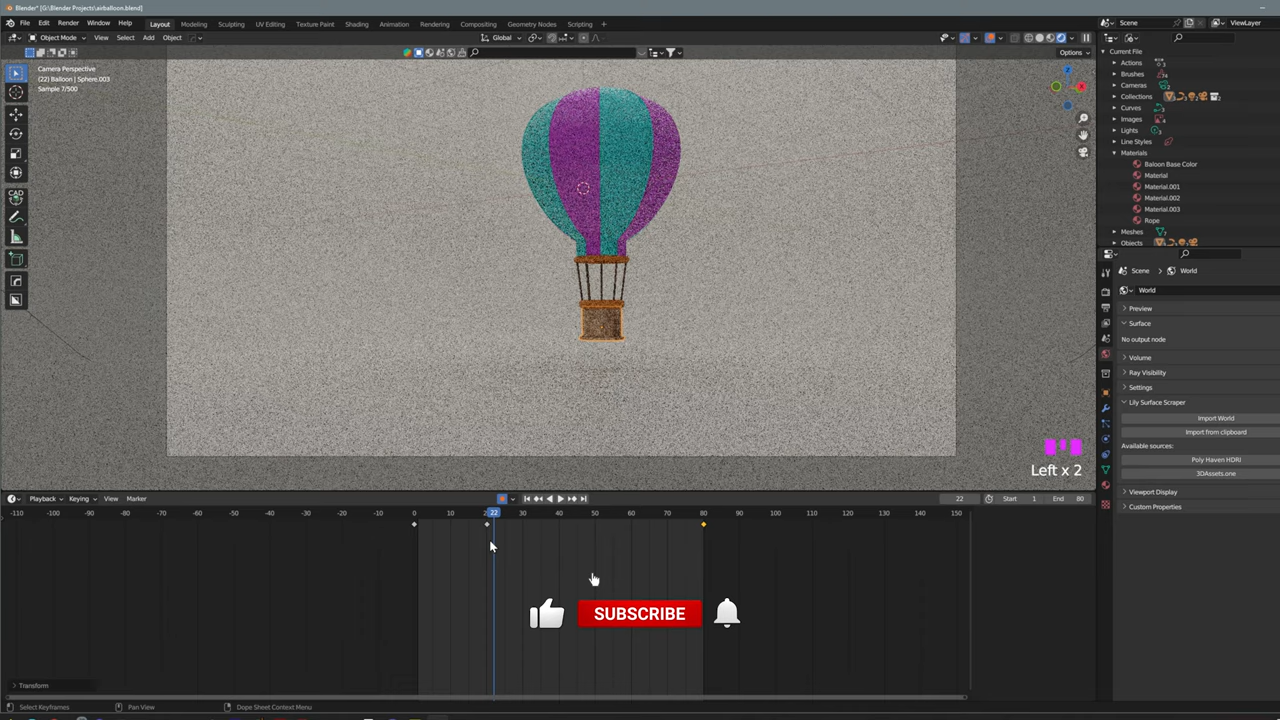 Blender* [G:\Blender Projects\airballoon.blend]
File Edit Render Window Help Layout Modeling Sculpting UV Editing Texture Paint Shading Animation Rendering Compositing Geometry Nodes Scripting + Scene ViewLayer
Object Mode View Select Add Object Global
Options
Camera Perspective
(22) Balloon | Sphere.003
Sample 7/500
CAD
Left x 2
Current File
Actions
Brushes
Cameras
Collections
Curves
Images
Lights
Line Styles
Materials
Baloon Base Color
Material
Material.001
Material.002
Material.003
Rope
Meshes
Objects
Scene > World
World
Preview
Surface
No output node
Volume
Ray Visibility
Settings
Lily Surface Scraper
Import World
Import from clipboard
Available sources:
Poly Haven HDRI
3DAssets.one
Viewport Display
Custom Properties
Playback Keying View Marker 22 Start 1 End 80
-110 -100 -90 -80 -70 -60 -50 -40 -30 -20 -10 0 10 22 30 40 50 60 70 80 90 100 110 120 130 140 150
SUBSCRIBE
Transform
Select Keyframes Pan View Dope Sheet Context Menu